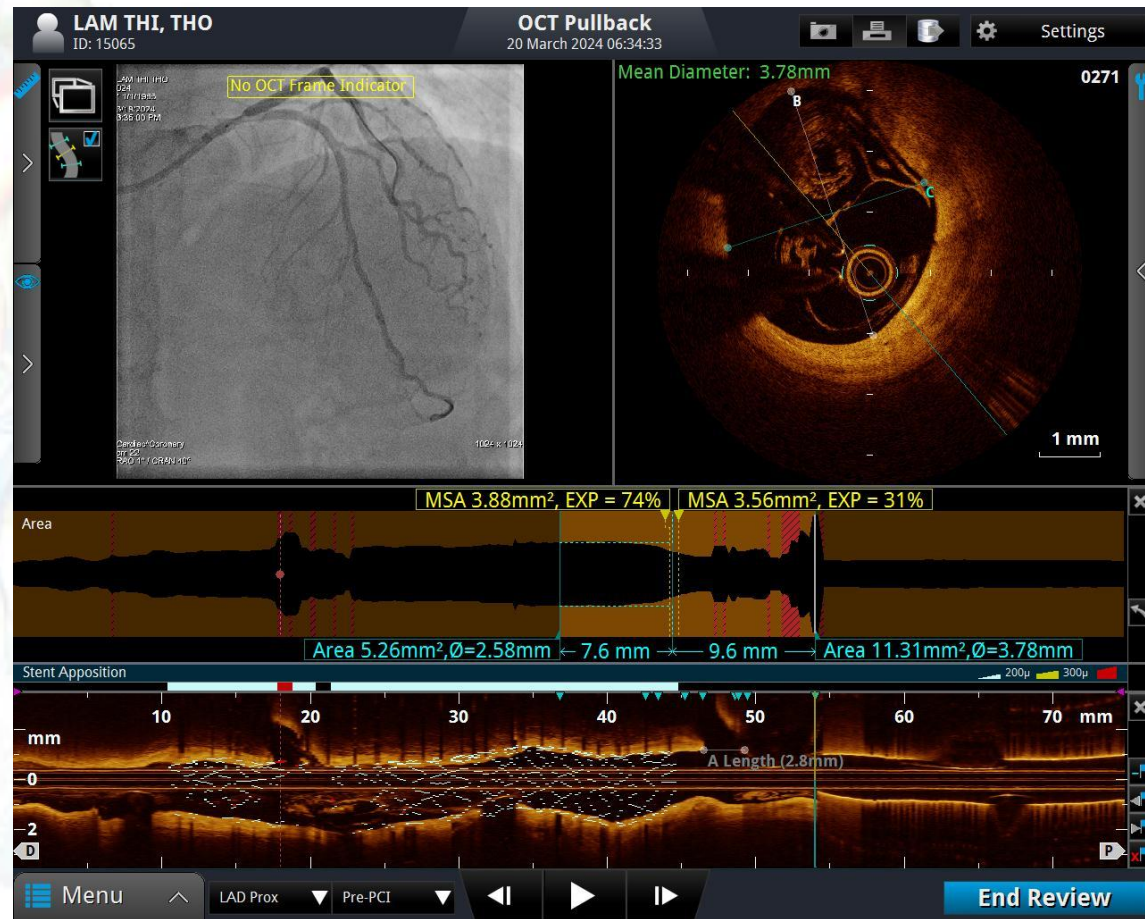 LAM THI, THO
ID: 15065
OCT Pullback
20 March 2024 06:34:33
Settings
No OCT Frame Indicator
1024 x 1024
Mean Diameter: 3.78mm
0271
B
C
1 mm
MSA 3.88mm², EXP = 74%
MSA 3.56mm², EXP = 31%
Area
Area 5.26mm²,Ø=2.58mm
7.6 mm
9.6 mm
Area 11.31mm²,Ø=3.78mm
Stent Apposition
200µ
300µ
10 20 30 40 50 60 70 mm
mm
A Length (2.8mm)
0
2
D
P
Menu
LAD Prox
Pre-PCI
End Review